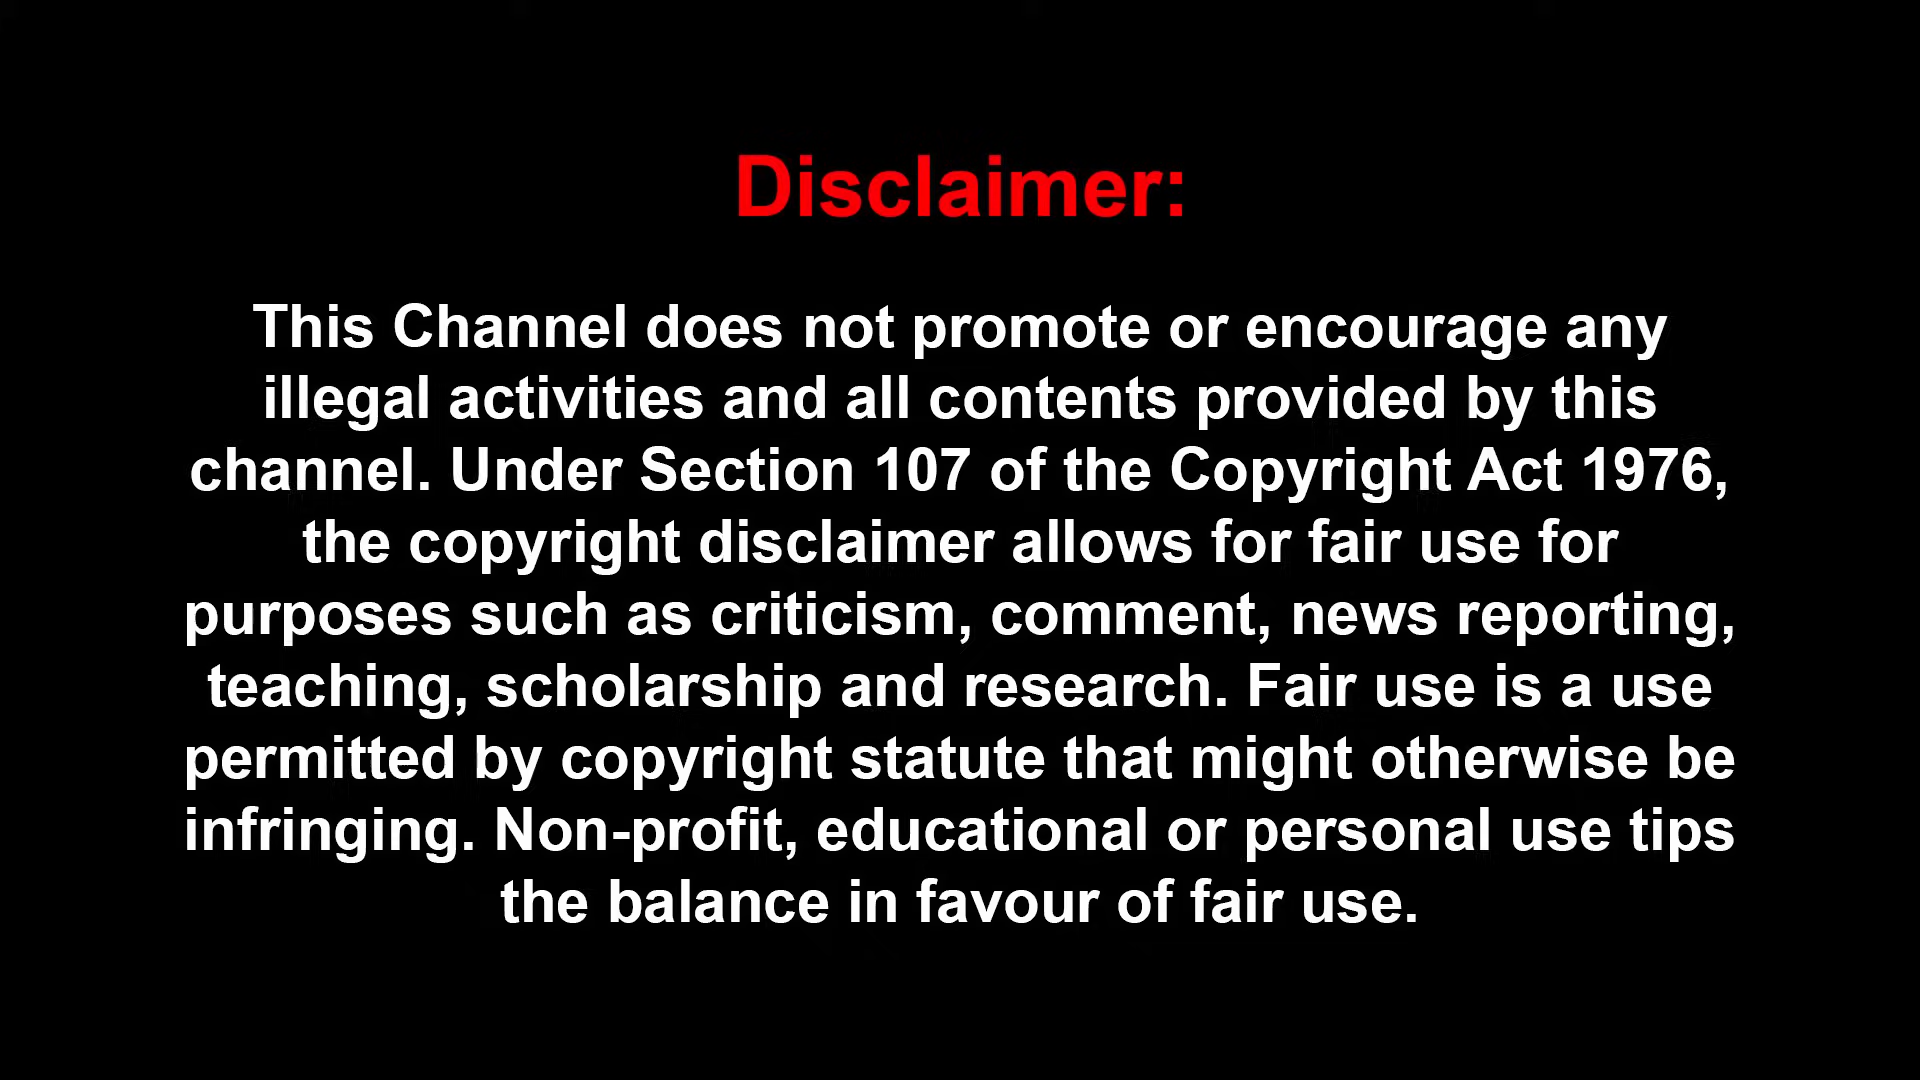 Disclaimer:
This Channel does not promote or encourage any
illegal activities and all contents provided by this
channel. Under Section 107 of the Copyright Act 1976,
the copyright disclaimer allows for fair use for
purposes such as criticism, comment, news reporting,
teaching, scholarship and research. Fair use is a use
permitted by copyright statute that might otherwise be
infringing. Non-profit, educational or personal use tips
the balance in favour of fair use.